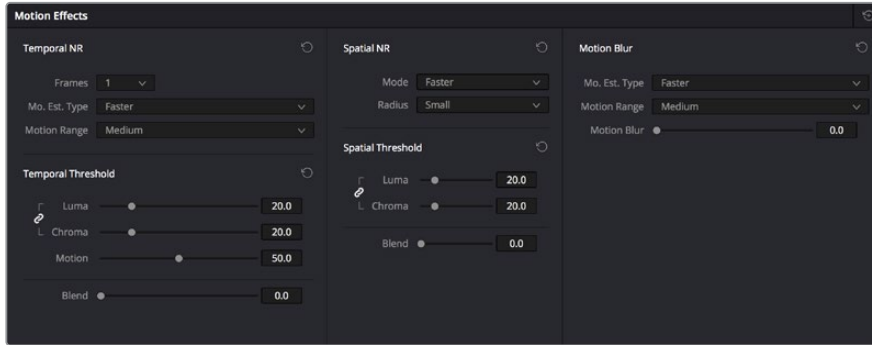 Motion Effects
Temporal NR
Frames 1
Mo. Est. Type Faster
Motion Range Medium
Temporal Threshold
Luma 20.0
Chroma 20.0
Motion 50.0
Blend 0.0
Spatial NR
Mode Faster
Radius Small
Spatial Threshold
Luma 20.0
Chroma 20.0
Blend 0.0
Motion Blur
Mo. Est. Type Faster
Motion Range Medium
Motion Blur 0.0